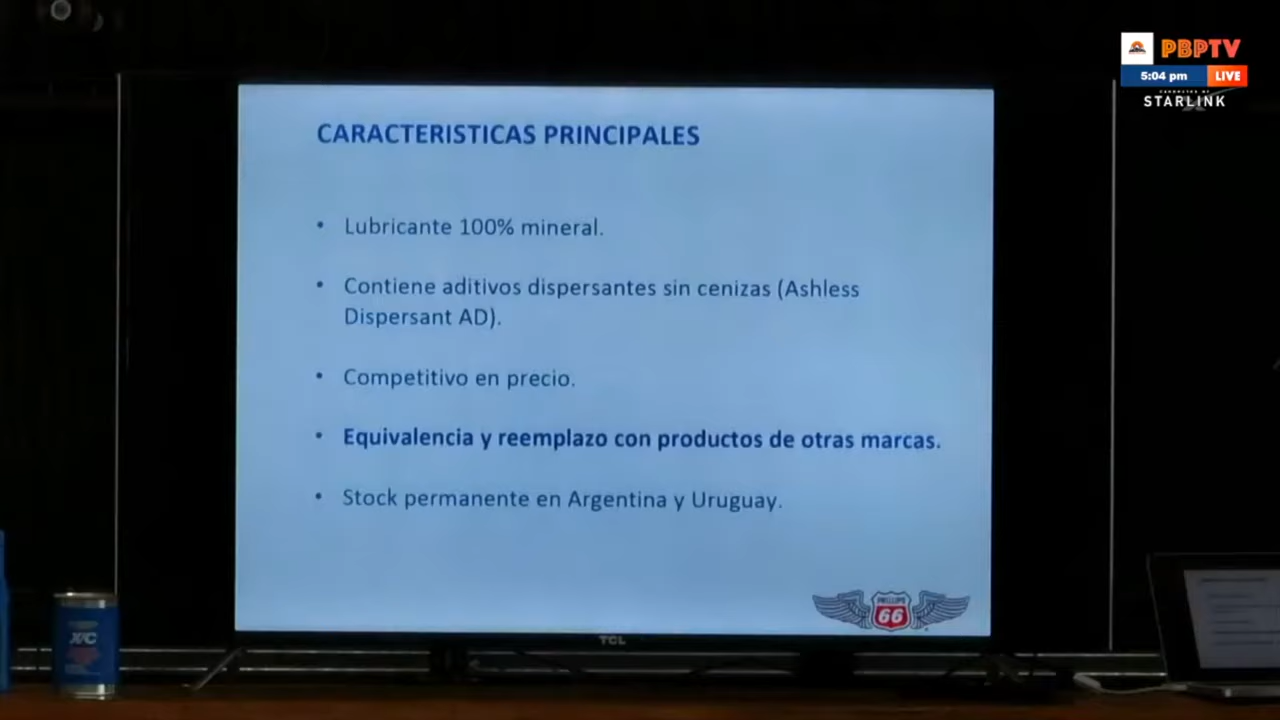 PBPTV
5:04 pm
LIVE
STARLINK
CARACTERISTICAS PRINCIPALES
• Lubricante 100% mineral.
• Contiene aditivos dispersantes sin cenizas (Ashless
Dispersant AD).
• Competitivo en precio.
• Equivalencia y reemplazo con productos de otras marcas.
• Stock permanente en Argentina y Uruguay.
PHILLIPS
66
TCL
X/C